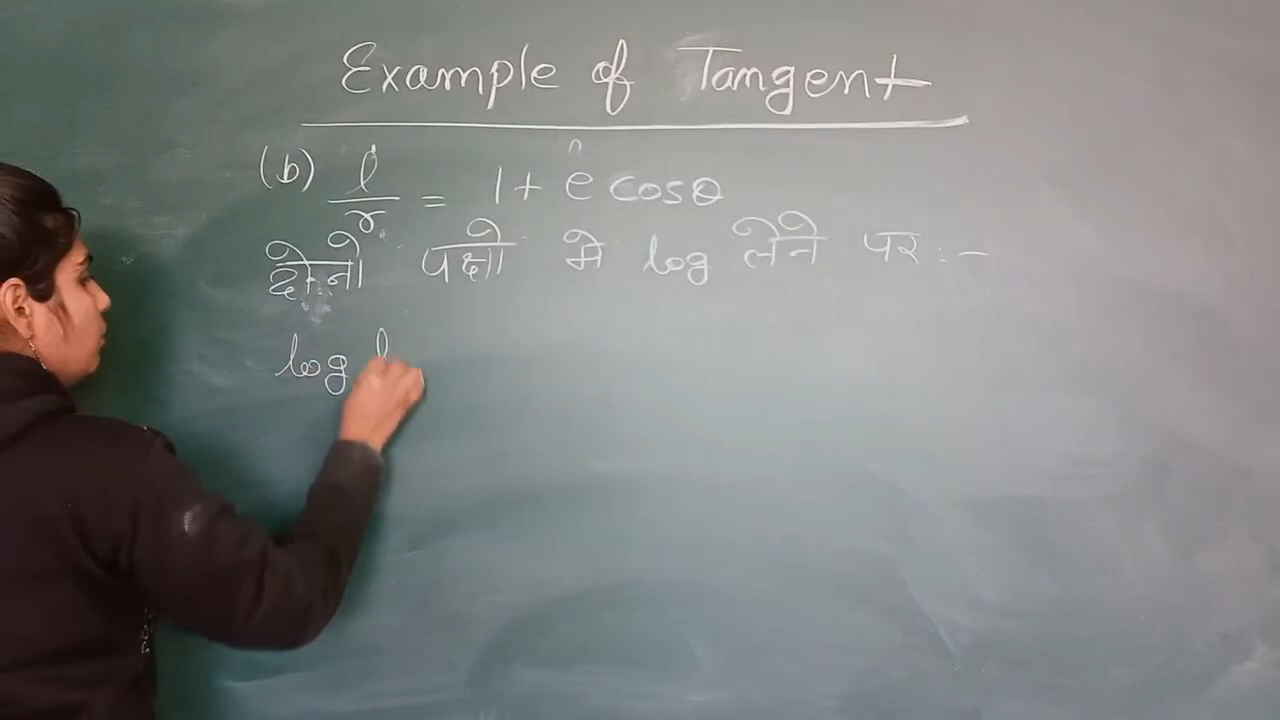 Example of Tangent
(b) l/r = 1 + e cosθ
दोनो पक्षो मे log लेने पर :-
log l